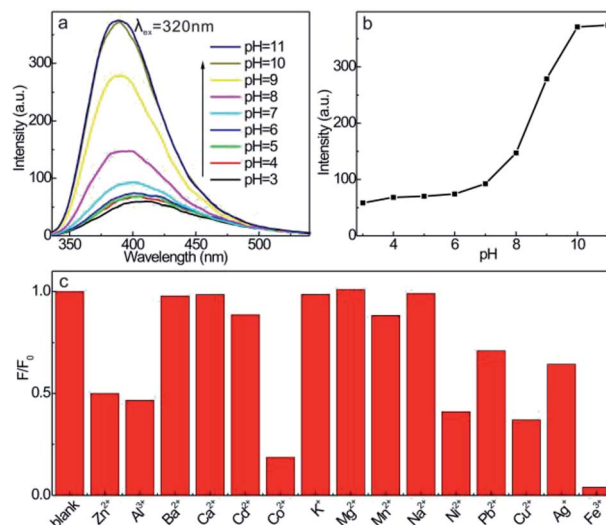 a
λex=320nm
pH=11
pH=10
pH=9
pH=8
pH=7
pH=6
pH=5
pH=4
pH=3
300
200
100
0
Intensity (a.u.)
350 400 450 500
Wavelength (nm)
b
300
200
100
0
Intensity (a.u.)
4 6 8 10
pH
c
1.0
0.5
0.0
F/F₀
blank
Zn²⁺
Al³⁺
Ba²⁺
Ca²⁺
Cd²⁺
Co²⁺
K⁺
Mg²⁺
Mn²⁺
Na²⁺
Ni²⁺
Pb²⁺
Cu²⁺
Ag⁺
Fe³⁺